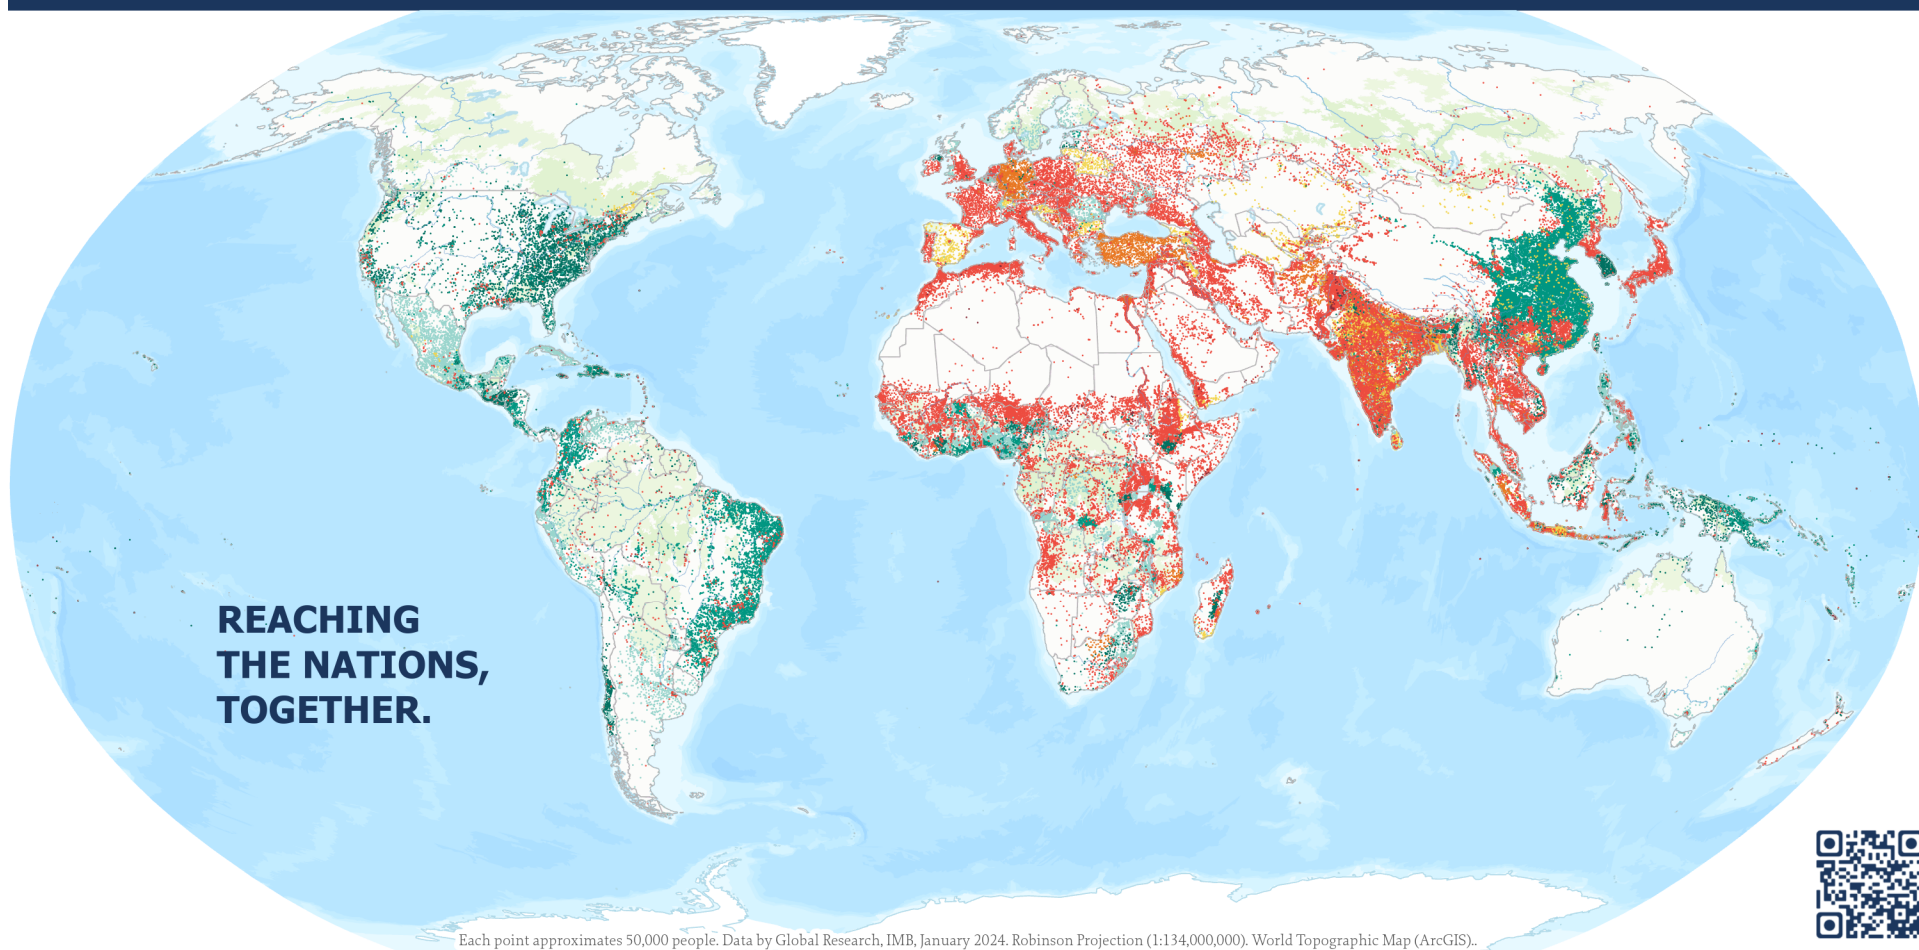 REACHING
THE NATIONS,
TOGETHER.
Each point approximates 50,000 people. Data by Global Research, IMB, January 2024. Robinson Projection (1:134,000,000). World Topographic Map (ArcGIS)..